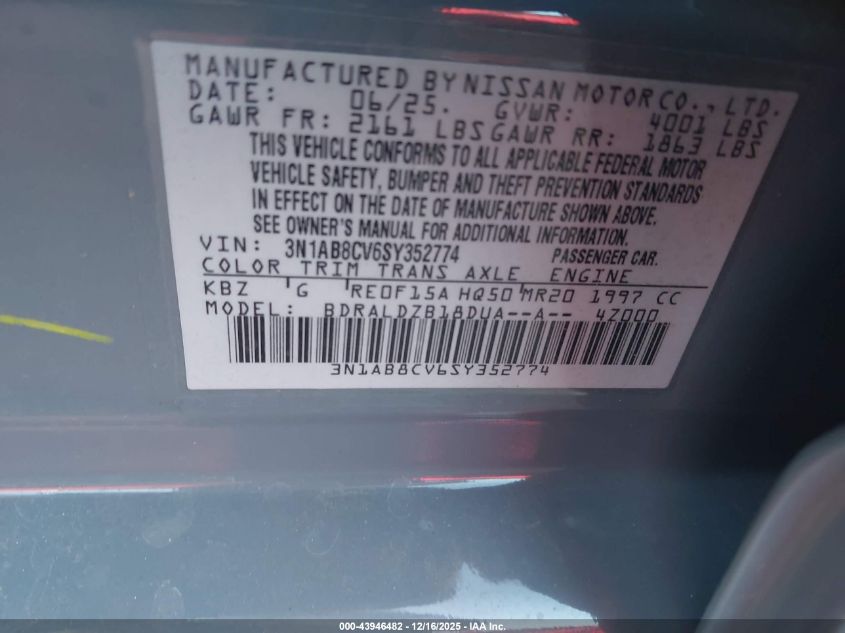 MANUFACTURED BY NISSAN MOTOR CO., LTD.
DATE: 06/25. GVWR: 4001 LBS
GAWR FR: 2161 LBS GAWR RR: 1863 LBS
THIS VEHICLE CONFORMS TO ALL APPLICABLE FEDERAL MOTOR
VEHICLE SAFETY, BUMPER AND THEFT PREVENTION STANDARDS
IN EFFECT ON THE DATE OF MANUFACTURE SHOWN ABOVE.
SEE OWNER'S MANUAL FOR ADDITIONAL INFORMATION.
VIN: 3N1AB8CV6SY352774 PASSENGER CAR.
COLOR TRIM TRANS AXLE ENGINE
KBZ G RE0F15A HQ50 MR20 1997 CC
MODEL: BDRALDZB18DUA--A-- 4Z000
3N1AB8CV6SY352774
000-43946482 - 12/16/2025 - IAA Inc.